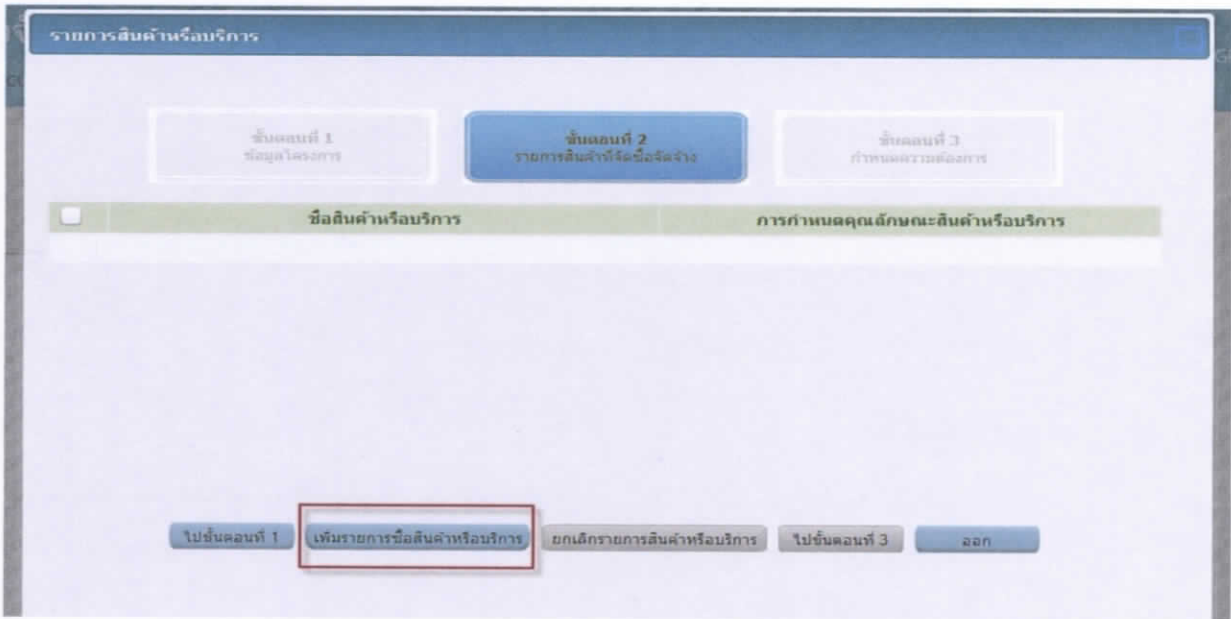 รายการสินค้าหรือบริการ
ขั้นตอนที่ 1
ข้อมูลโครงการ
ขั้นตอนที่ 2
รายการสินค้าที่จัดซื้อจัดจ้าง
ขั้นตอนที่ 3
กำหนดความต้องการ
ชื่อสินค้าหรือบริการ
การกำหนดคุณลักษณะสินค้าหรือบริการ
ไปขั้นตอนที่ 1
เพิ่มรายการชื่อสินค้าหรือบริการ
ยกเลิกรายการสินค้าหรือบริการ
ไปขั้นตอนที่ 3
ออก